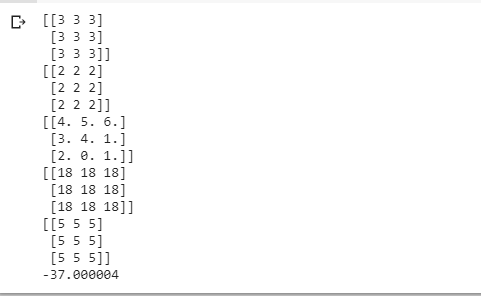 [[3 3 3]
 [3 3 3]
 [3 3 3]]
[[2 2 2]
 [2 2 2]
 [2 2 2]]
[[4. 5. 6.]
 [3. 4. 1.]
 [2. 0. 1.]]
[[18 18 18]
 [18 18 18]
 [18 18 18]]
[[5 5 5]
 [5 5 5]
 [5 5 5]]
-37.000004